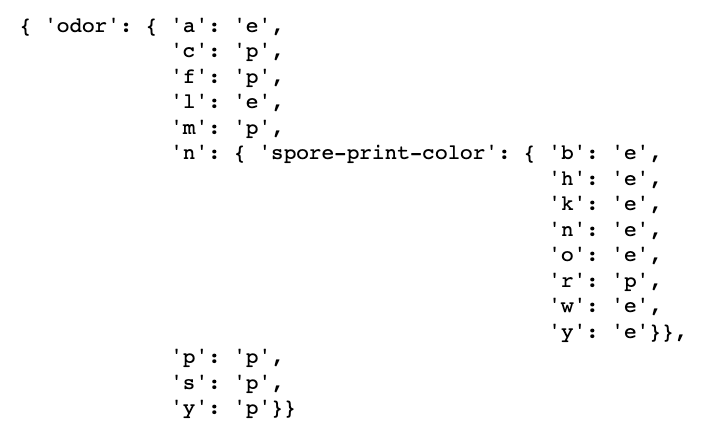 { 'odor': { 'a': 'e',
            'c': 'p',
            'f': 'p',
            'l': 'e',
            'm': 'p',
            'n': { 'spore-print-color': { 'b': 'e',
                                          'h': 'e',
                                          'k': 'e',
                                          'n': 'e',
                                          'o': 'e',
                                          'r': 'p',
                                          'w': 'e',
                                          'y': 'e'}},
            'p': 'p',
            's': 'p',
            'y': 'p'}}